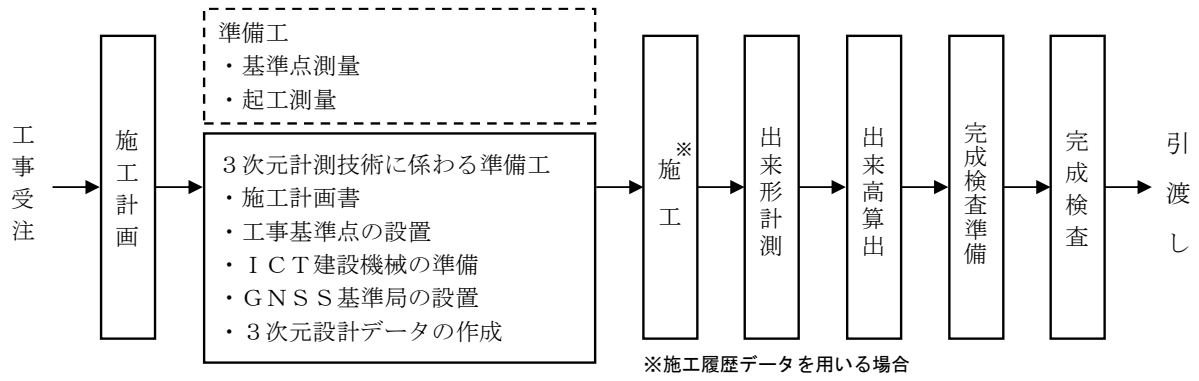 工事受注
施工計画
準備工
・基準点測量
・起工測量
３次元計測技術に係わる準備工
・施工計画書
・工事基準点の設置
・ＩＣＴ建設機械の準備
・ＧＮＳＳ基準局の設置
・３次元設計データの作成
施工※
出来形計測
出来高算出
完成検査準備
完成検査
引渡し
※施工履歴データを用いる場合